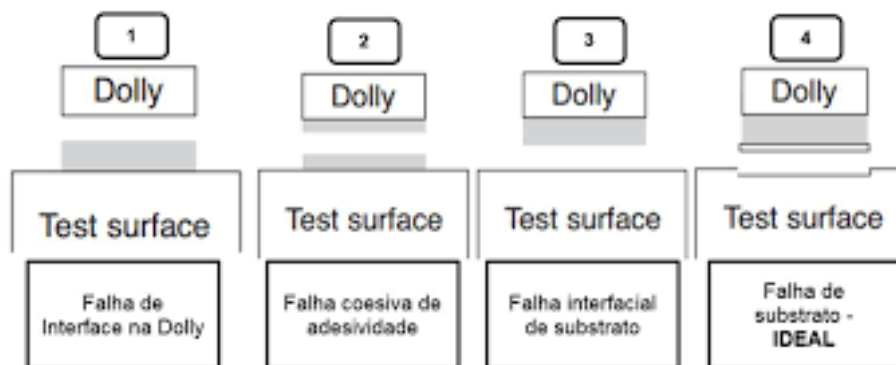 1
2
3
4
Dolly
Dolly
Dolly
Dolly
Test surface
Test surface
Test surface
Test surface
Falha de
Interface na Dolly
Falha coesiva de
adesividade
Falha interfacial
de substrato
Falha de
substrato -
IDEAL